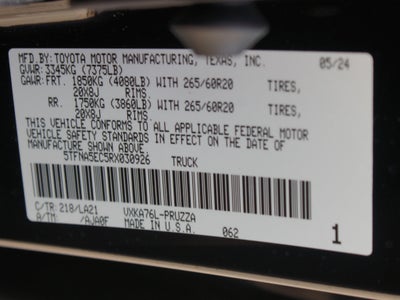 MFD.BY:TOYOTA MOTOR MANUFACTURING, TEXAS, INC. 05/24
GVWR:3345KG (7375LB)
GAWR:FRT. 1850KG (4080LB) WITH 265/60R20 TIRES,
20X8J RIMS.
RR. 1750KG (3860LB) WITH 265/60R20 TIRES,
20X8J RIMS.
THIS VEHICLE CONFORMS TO ALL APPLICABLE FEDERAL MOTOR
VEHICLE SAFETY STANDARDS IN EFFECT ON THE DATE OF
MANUFACTURE SHOWN ABOVE.
5TFNA5EC5RX030926 TRUCK
C/TR:218/LA21 VXKA76L-PRUZZA
A/TM: /AJA0F MADE IN U.S.A. 062 1